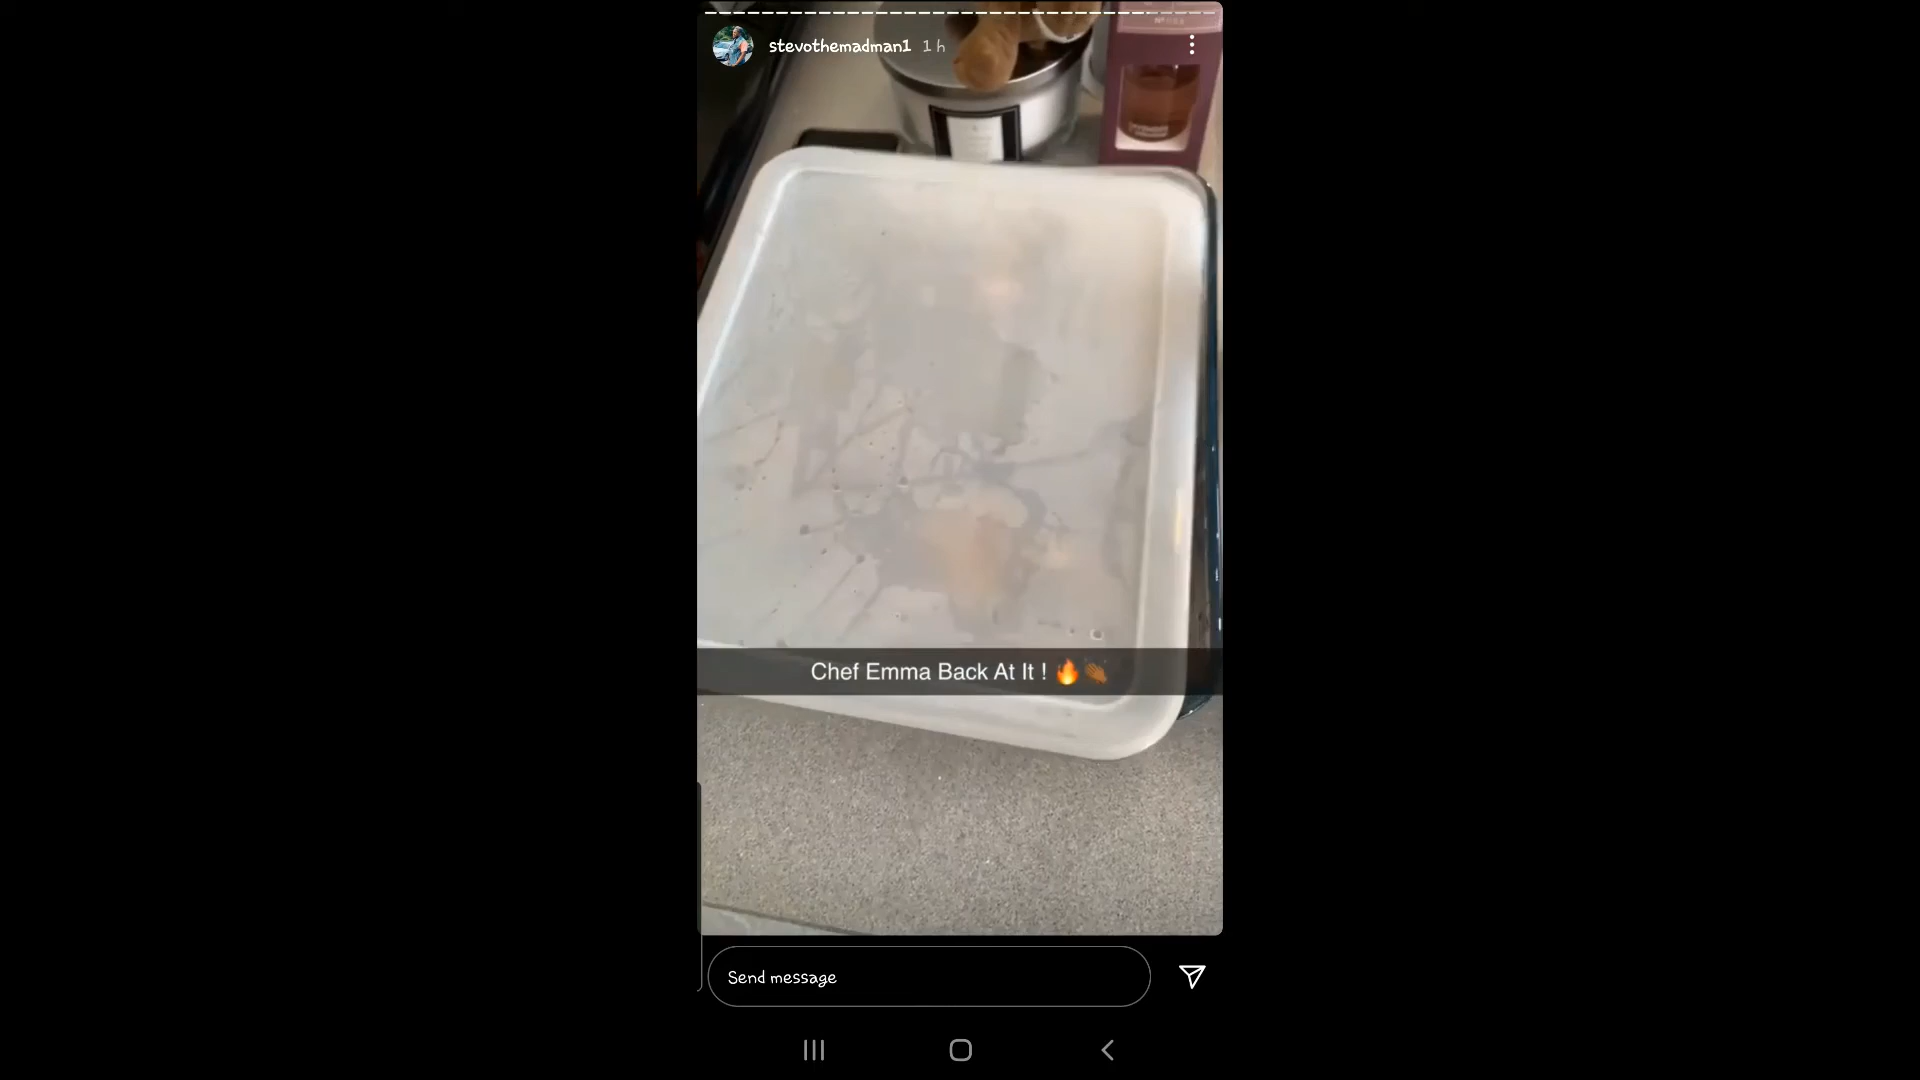 stevothemadman1 1 h
Chef Emma Back At It ! 🔥👏🏾
Send message